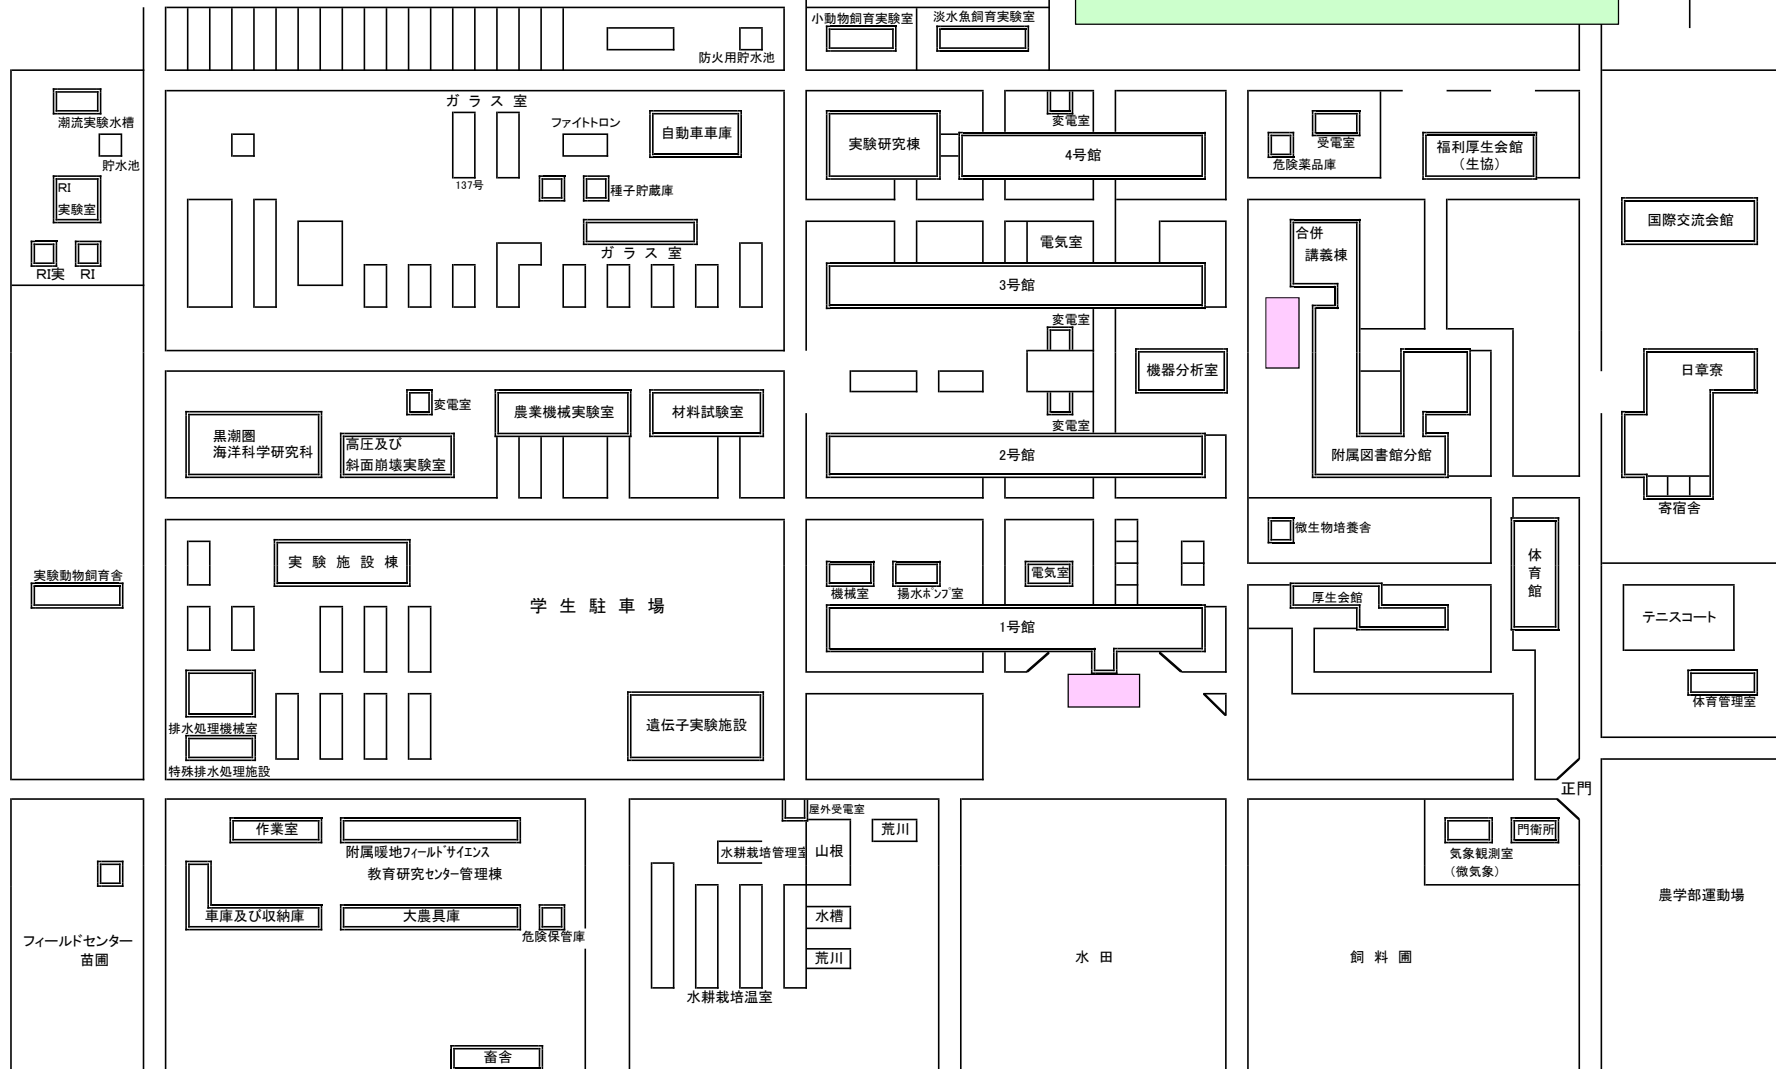 小動物飼育実験室
淡水魚飼育実験室
防火用貯水池
潮流実験水槽
貯水池
RI
実験室
RI実
RI
ガラス室
ファイトトロン
自動車車庫
137号
種子貯蔵庫
ガラス室
変電室
実験研究棟
4号館
電気室
3号館
変電室
機器分析室
変電室
2号館
受電室
危険薬品庫
福利厚生会館
(生協)
合併
講義棟
附属図書館分館
国際交流会館
日章寮
寄宿舎
変電室
黒潮圏
海洋科学研究科
高圧及び
斜面崩壊実験室
農業機械実験室
材料試験室
実験動物飼育舎
実験施設棟
学生駐車場
排水処理機械室
特殊排水処理施設
遺伝子実験施設
機械室
揚水ポンプ室
電気室
1号館
微生物培養舎
厚生会館
体
育
館
テニスコート
体育管理室
正門
作業室
附属暖地フィールドサイエンス
教育研究センター管理棟
車庫及び収納庫
大農具庫
危険保管庫
畜舎
フィールドセンター
苗圃
屋外受電室
水耕栽培管理室
山根
荒川
水槽
荒川
水耕栽培温室
水田
飼料圃
気象観測室
(微気象)
門衛所
農学部運動場